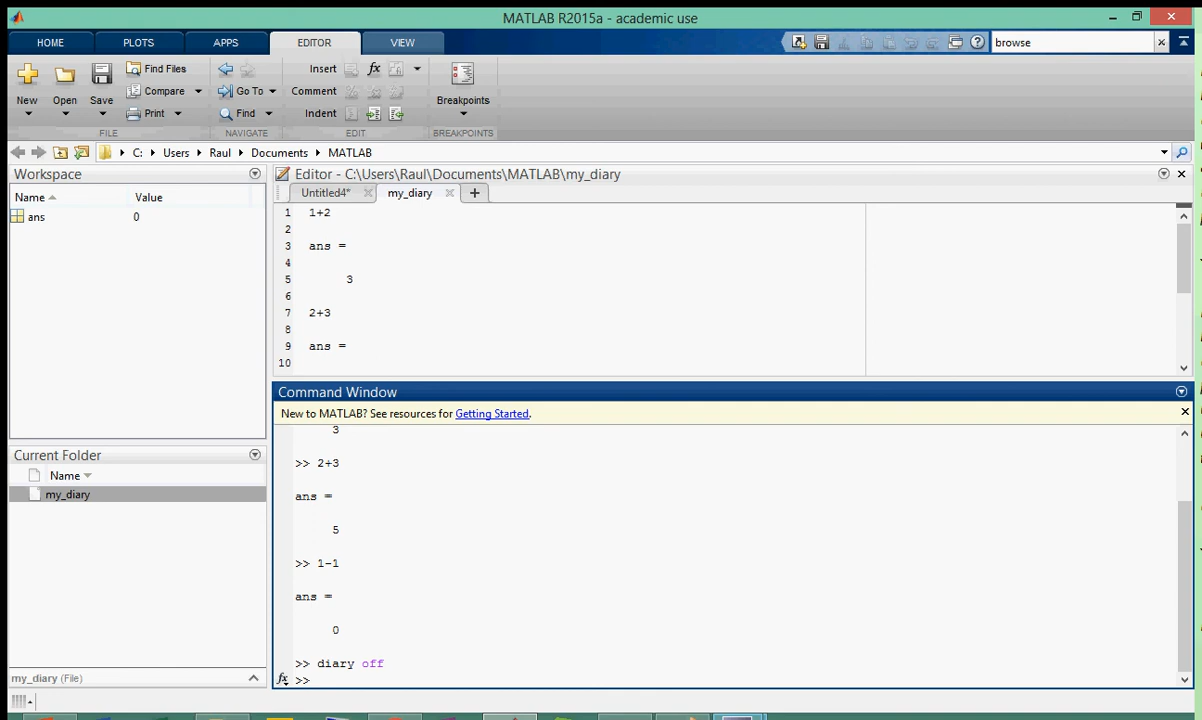 MATLAB R2015a - academic use
HOME PLOTS APPS EDITOR VIEW browse
Find Files Insert fx
New Open Save Compare Go To Comment Breakpoints
Print Find Indent
FILE NAVIGATE EDIT BREAKPOINTS
C: Users Raul Documents MATLAB
Workspace
Name Value
ans 0
Current Folder
Name
my_diary
my_diary (File)
Editor - C:\Users\Raul\Documents\MATLAB\my_diary
Untitled4* my_diary
1 1+2
2
3 ans =
4
5 3
6
7 2+3
8
9 ans =
10
Command Window
New to MATLAB? See resources for Getting Started.
3
>> 2+3
ans =
5
>> 1-1
ans =
0
>> diary off
fx >>